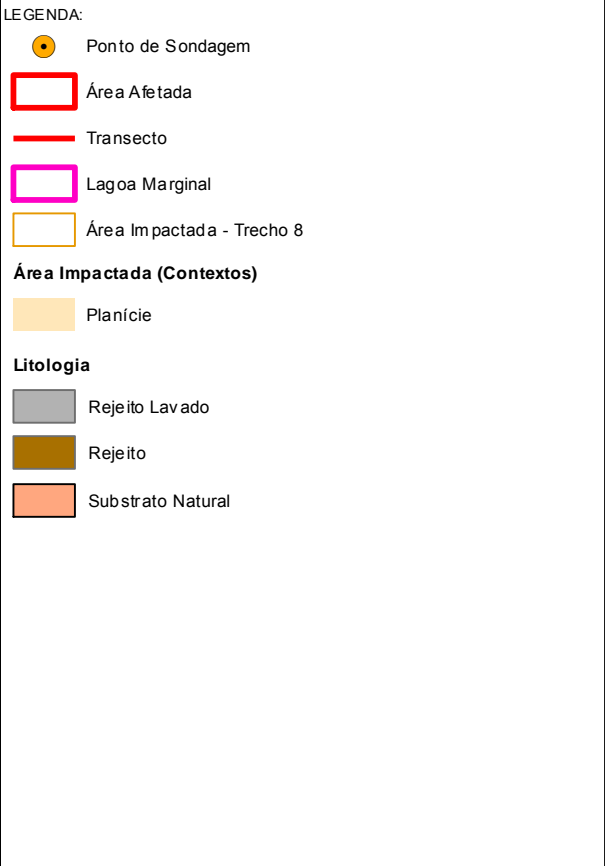 LEGENDA:
Ponto de Sondagem
Área Afetada
Transecto
Lagoa Marginal
Área Impactada - Trecho 8
Área Impactada (Contextos)
Planície
Litologia
Rejeito Lavado
Rejeito
Substrato Natural